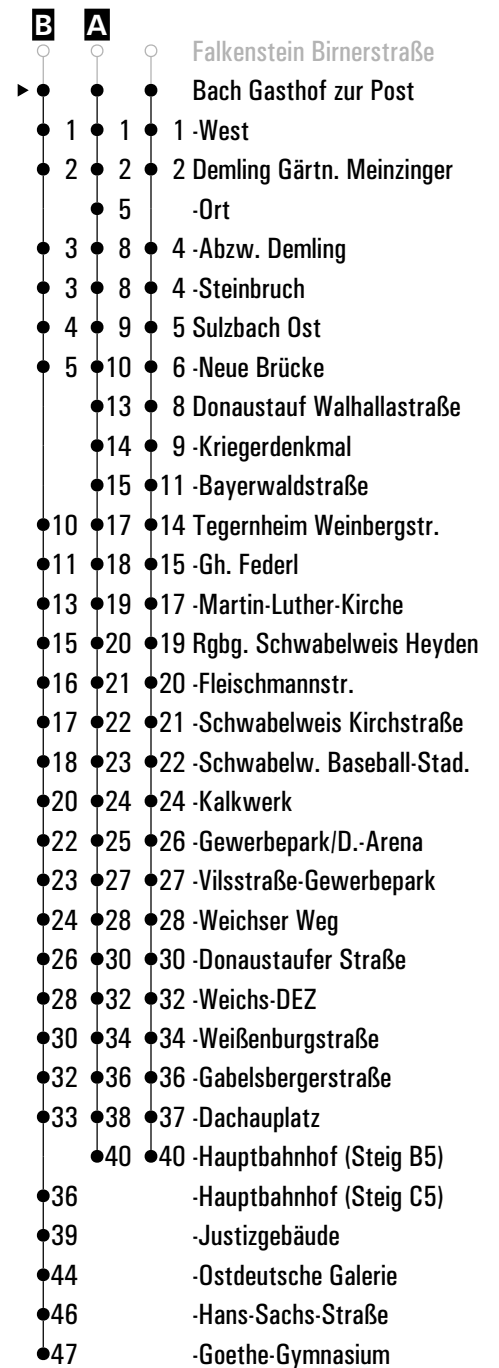 B A
Falkenstein Birnerstraße
Bach Gasthof zur Post
1 1 1 -West
2 2 2 Demling Gärtn. Meinzinger
5 -Ort
3 8 4 -Abzw. Demling
3 8 4 -Steinbruch
4 9 5 Sulzbach Ost
5 10 6 -Neue Brücke
13 8 Donaustauf Walhallastraße
14 9 -Kriegerdenkmal
15 11 -Bayerwaldstraße
10 17 14 Tegernheim Weinbergstr.
11 18 15 -Gh. Federl
13 19 17 -Martin-Luther-Kirche
15 20 19 Rgbg. Schwabelweis Heyden
16 21 20 -Fleischmannstr.
17 22 21 -Schwabelweis Kirchstraße
18 23 22 -Schwabelw. Baseball-Stad.
20 24 24 -Kalkwerk
22 25 26 -Gewerbepark/D.-Arena
23 27 27 -Vilsstraße-Gewerbepark
24 28 28 -Weichser Weg
26 30 30 -Donaustaufer Straße
28 32 32 -Weichs-DEZ
30 34 34 -Weißenburgstraße
32 36 36 -Gabelsbergerstraße
33 38 37 -Dachauplatz
40 40 -Hauptbahnhof (Steig B5)
36 -Hauptbahnhof (Steig C5)
39 -Justizgebäude
44 -Ostdeutsche Galerie
46 -Hans-Sachs-Straße
47 -Goethe-Gymnasium